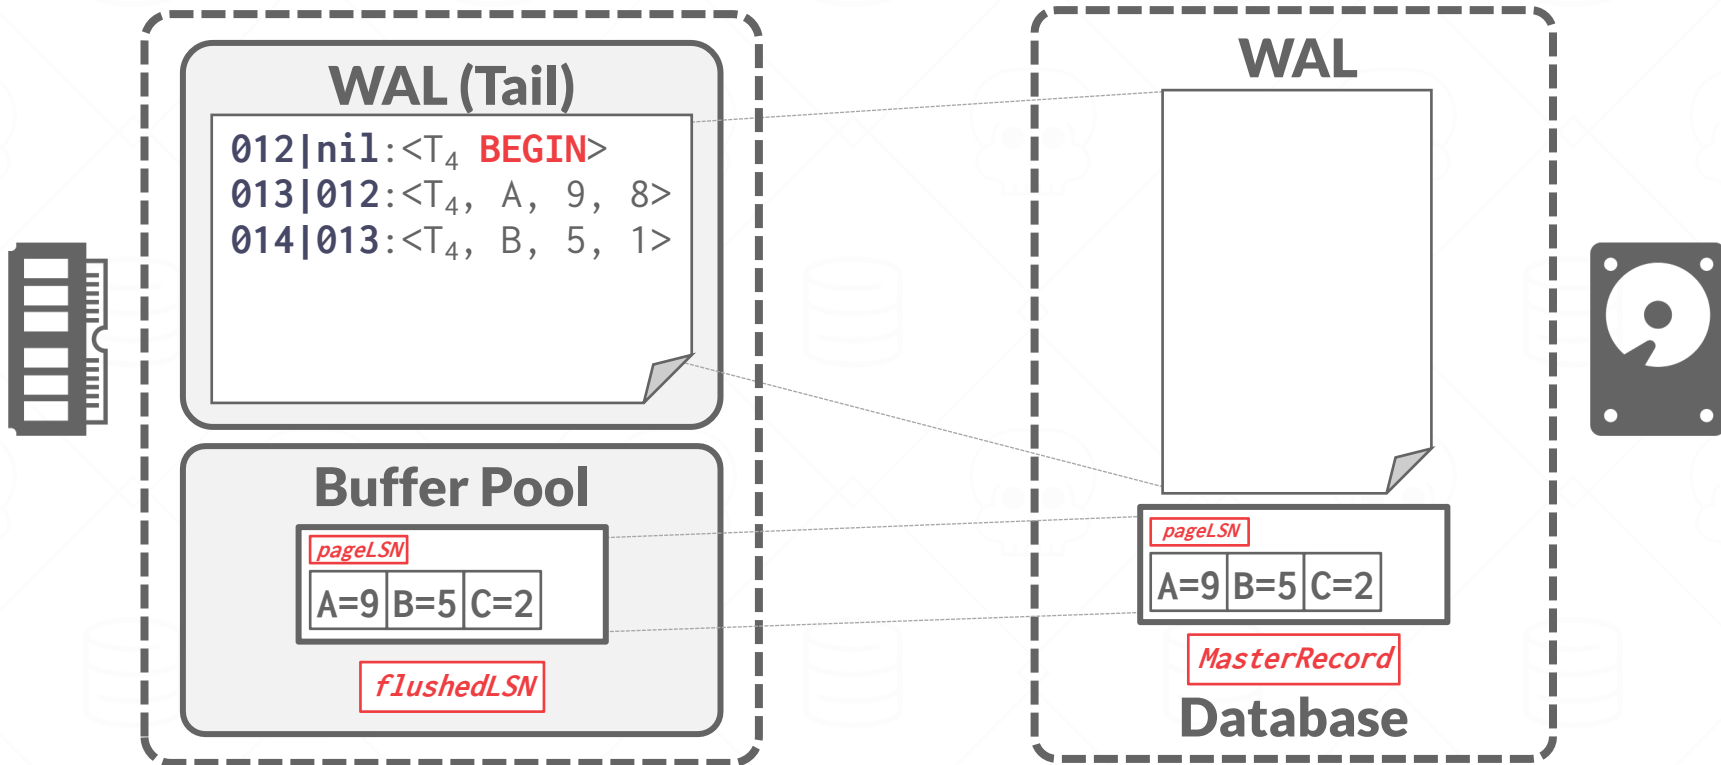 WAL (Tail)
012|nil:<T4 BEGIN>
013|012:<T4, A, 9, 8>
014|013:<T4, B, 5, 1>
Buffer Pool
pageLSN
A=9 B=5 C=2
flushedLSN
WAL
pageLSN
A=9 B=5 C=2
MasterRecord
Database